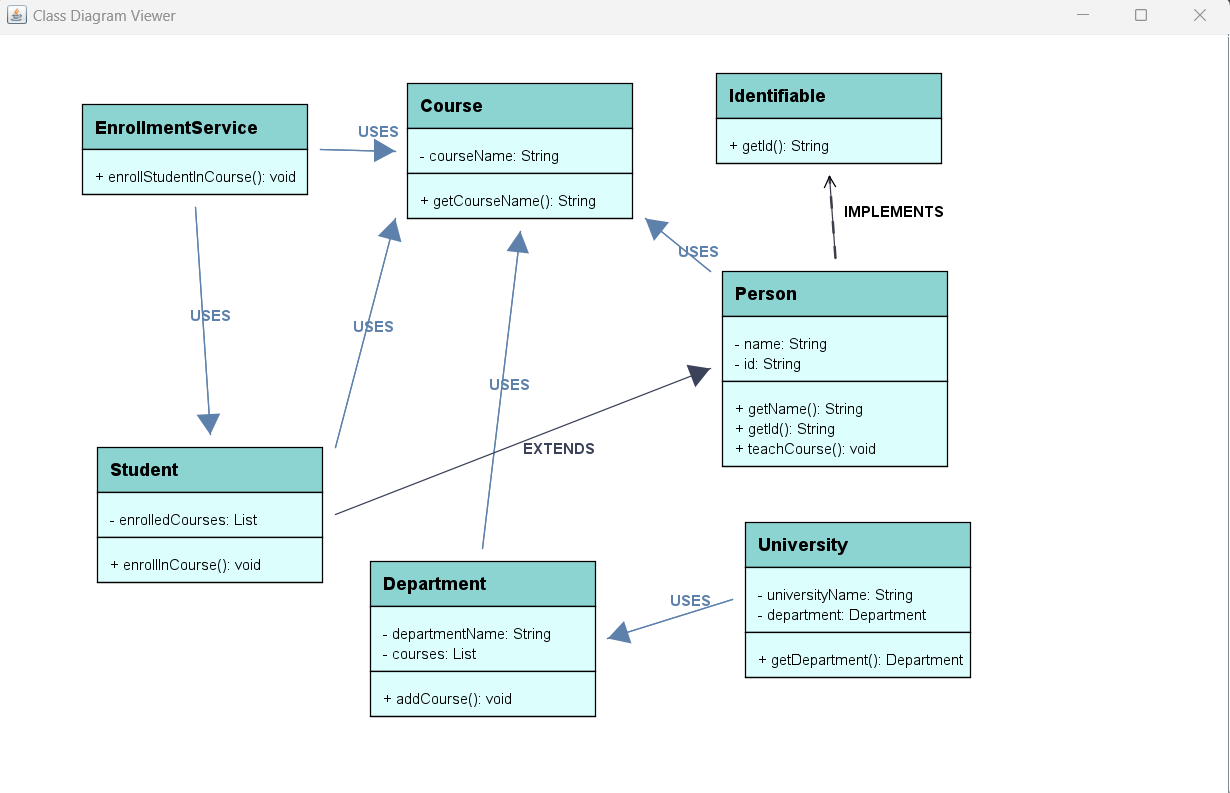 Class Diagram Viewer
EnrollmentService
+ enrollStudentInCourse(): void
USES
Course
- courseName: String
+ getCourseName(): String
Identifiable
+ getId(): String
IMPLEMENTS
USES
Person
- name: String
- id: String
+ getName(): String
+ getId(): String
+ teachCourse(): void
USES
USES
USES
EXTENDS
Student
- enrolledCourses: List
+ enrollInCourse(): void
Department
- departmentName: String
- courses: List
+ addCourse(): void
USES
University
- universityName: String
- department: Department
+ getDepartment(): Department